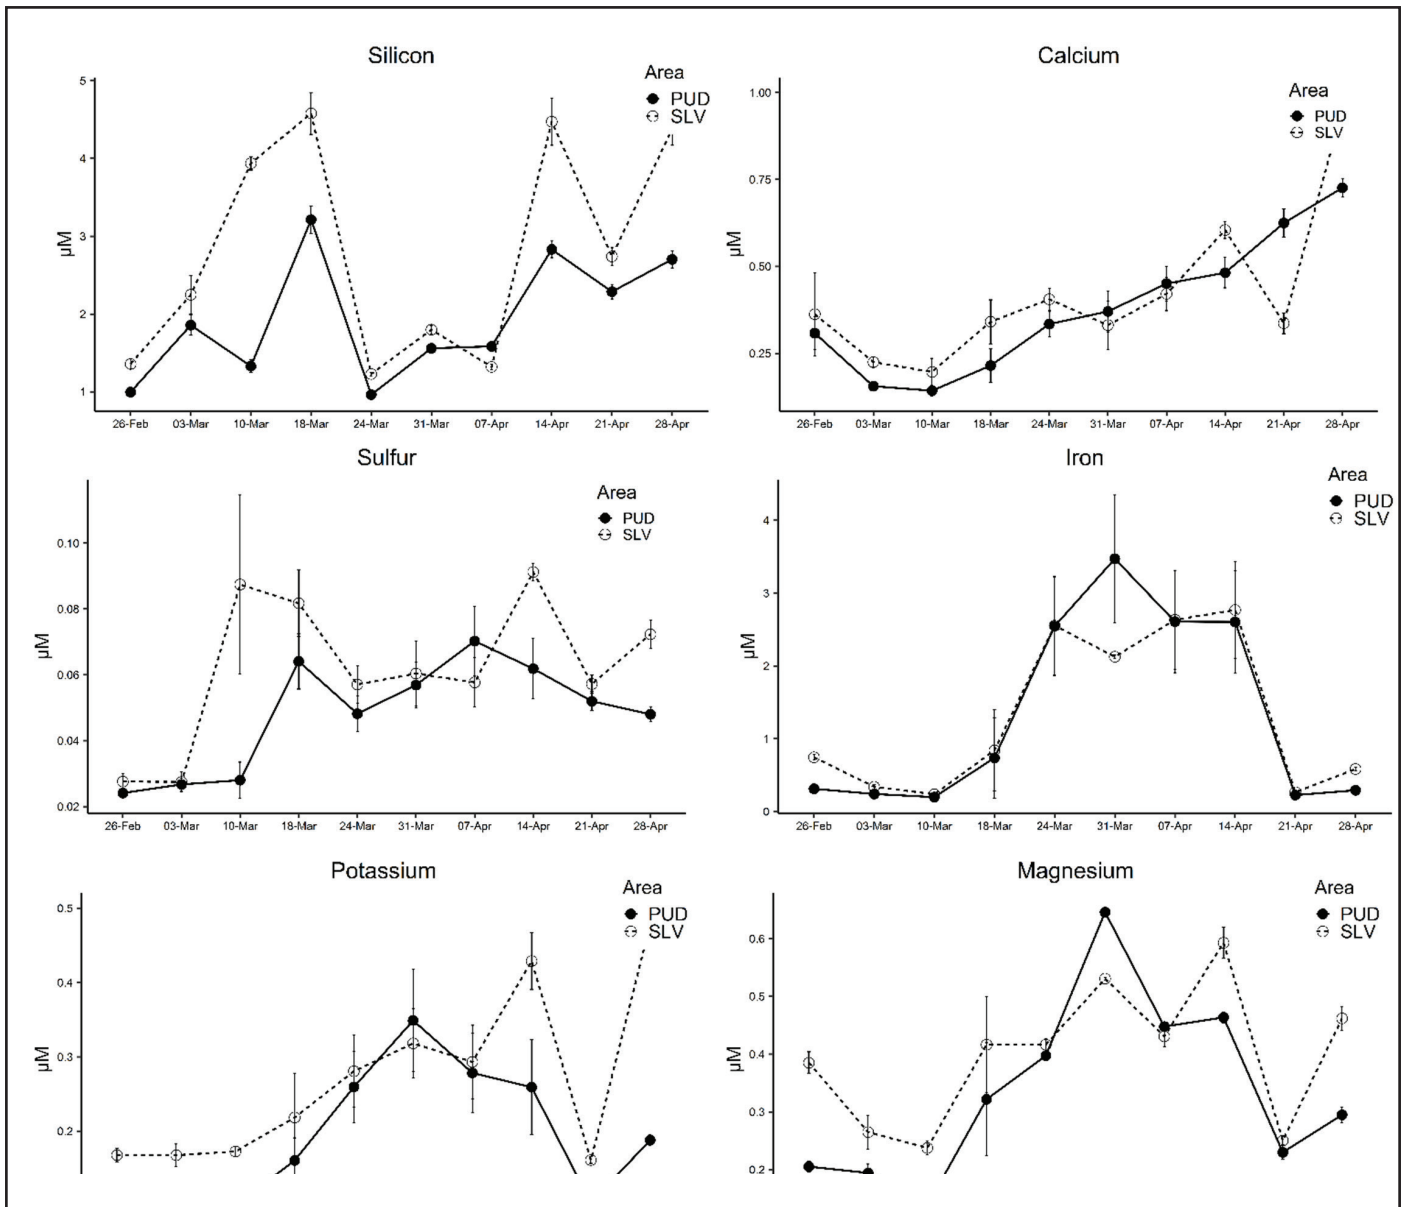 Silicon
Area
PUD
SLV
5
4
3
2
1
µM
26-Feb 03-Mar 10-Mar 18-Mar 24-Mar 31-Mar 07-Apr 14-Apr 21-Apr 28-Apr
Calcium
Area
PUD
SLV
1.00
0.75
0.50
0.25
µM
26-Feb 03-Mar 10-Mar 18-Mar 24-Mar 31-Mar 07-Apr 14-Apr 21-Apr 28-Apr
Sulfur
Area
PUD
SLV
0.10
0.08
0.06
0.04
0.02
µM
26-Feb 03-Mar 10-Mar 18-Mar 24-Mar 31-Mar 07-Apr 14-Apr 21-Apr 28-Apr
Iron
Area
PUD
SLV
4
3
2
1
0
µM
26-Feb 03-Mar 10-Mar 18-Mar 24-Mar 31-Mar 07-Apr 14-Apr 21-Apr 28-Apr
Potassium
Area
PUD
SLV
0.5
0.4
0.3
0.2
µM
Magnesium
Area
PUD
SLV
0.6
0.5
0.4
0.3
0.2
µM